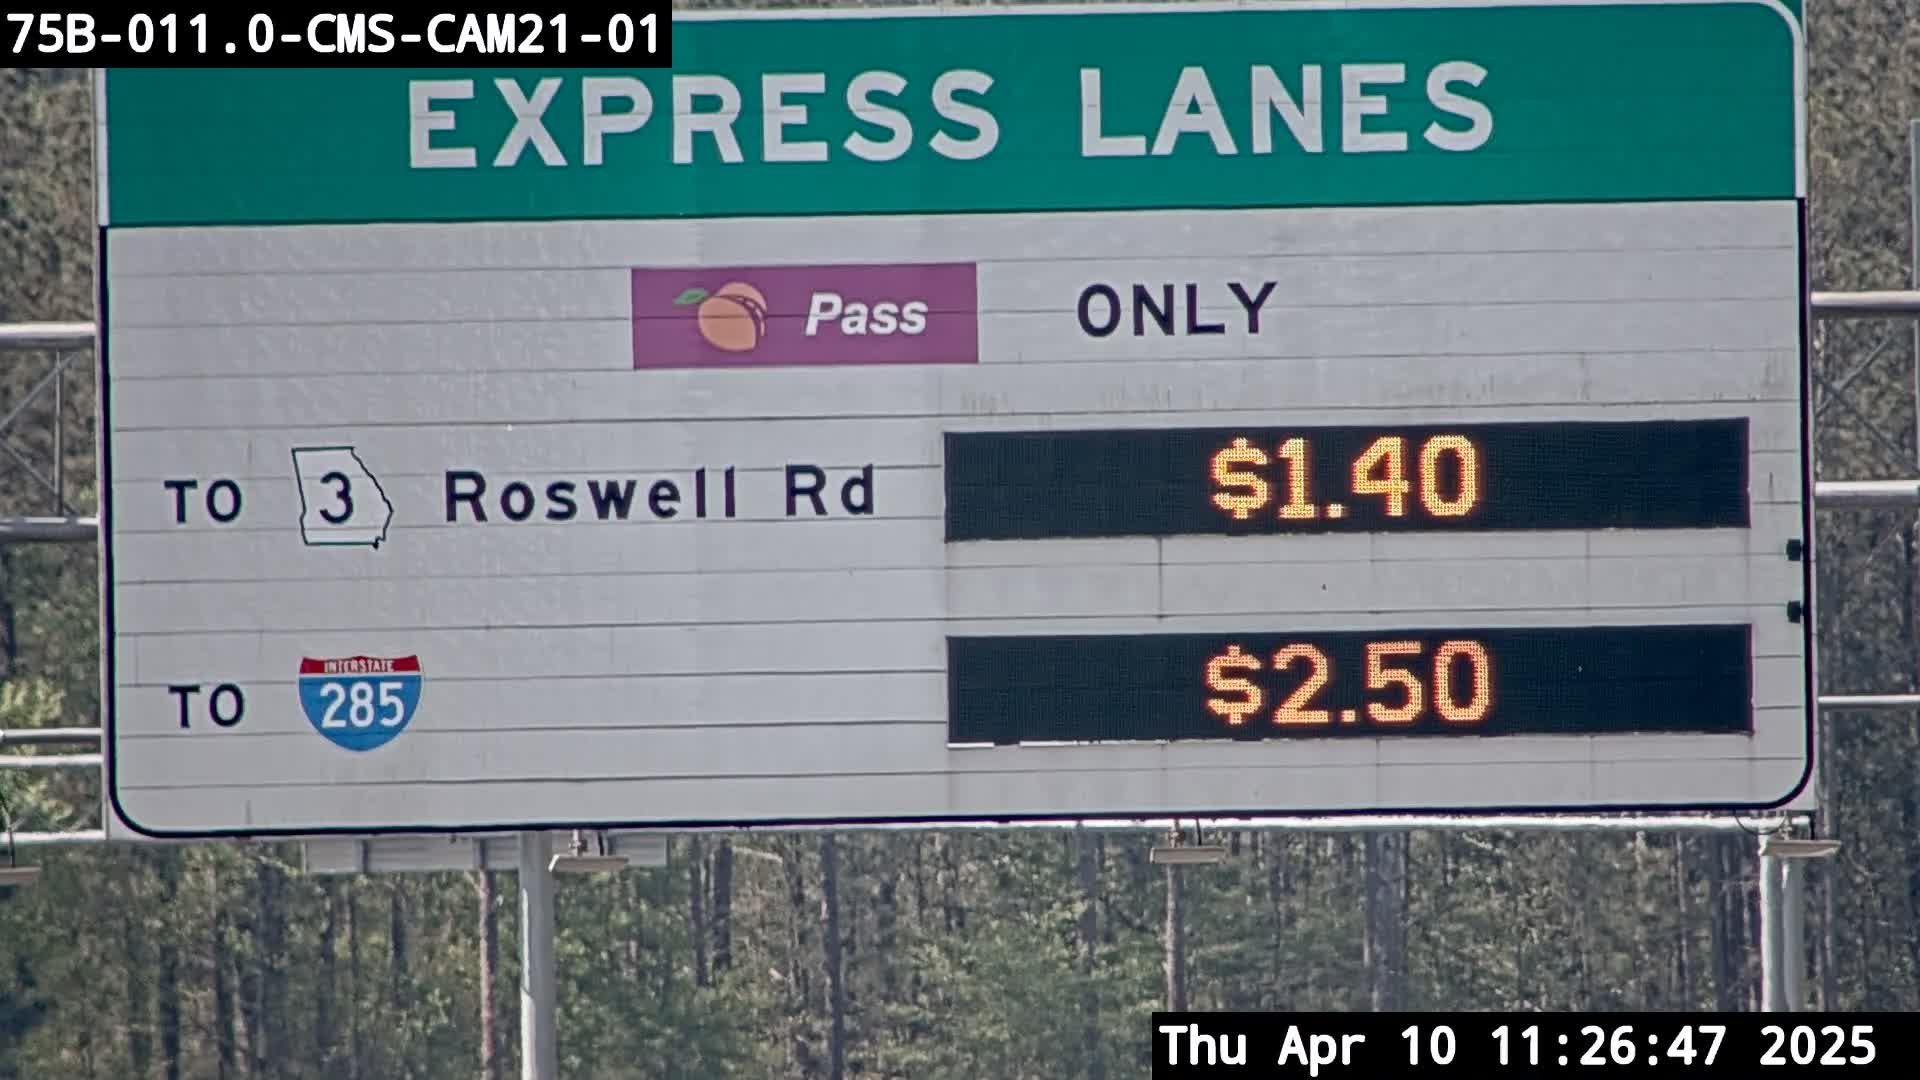 75B-011.0-CMS-CAM21-01
EXPRESS LANES
Pass ONLY
TO 3 Roswell Rd $1.40
INTERSTATE
TO 285 $2.50
Thu Apr 10 11:26:47 2025